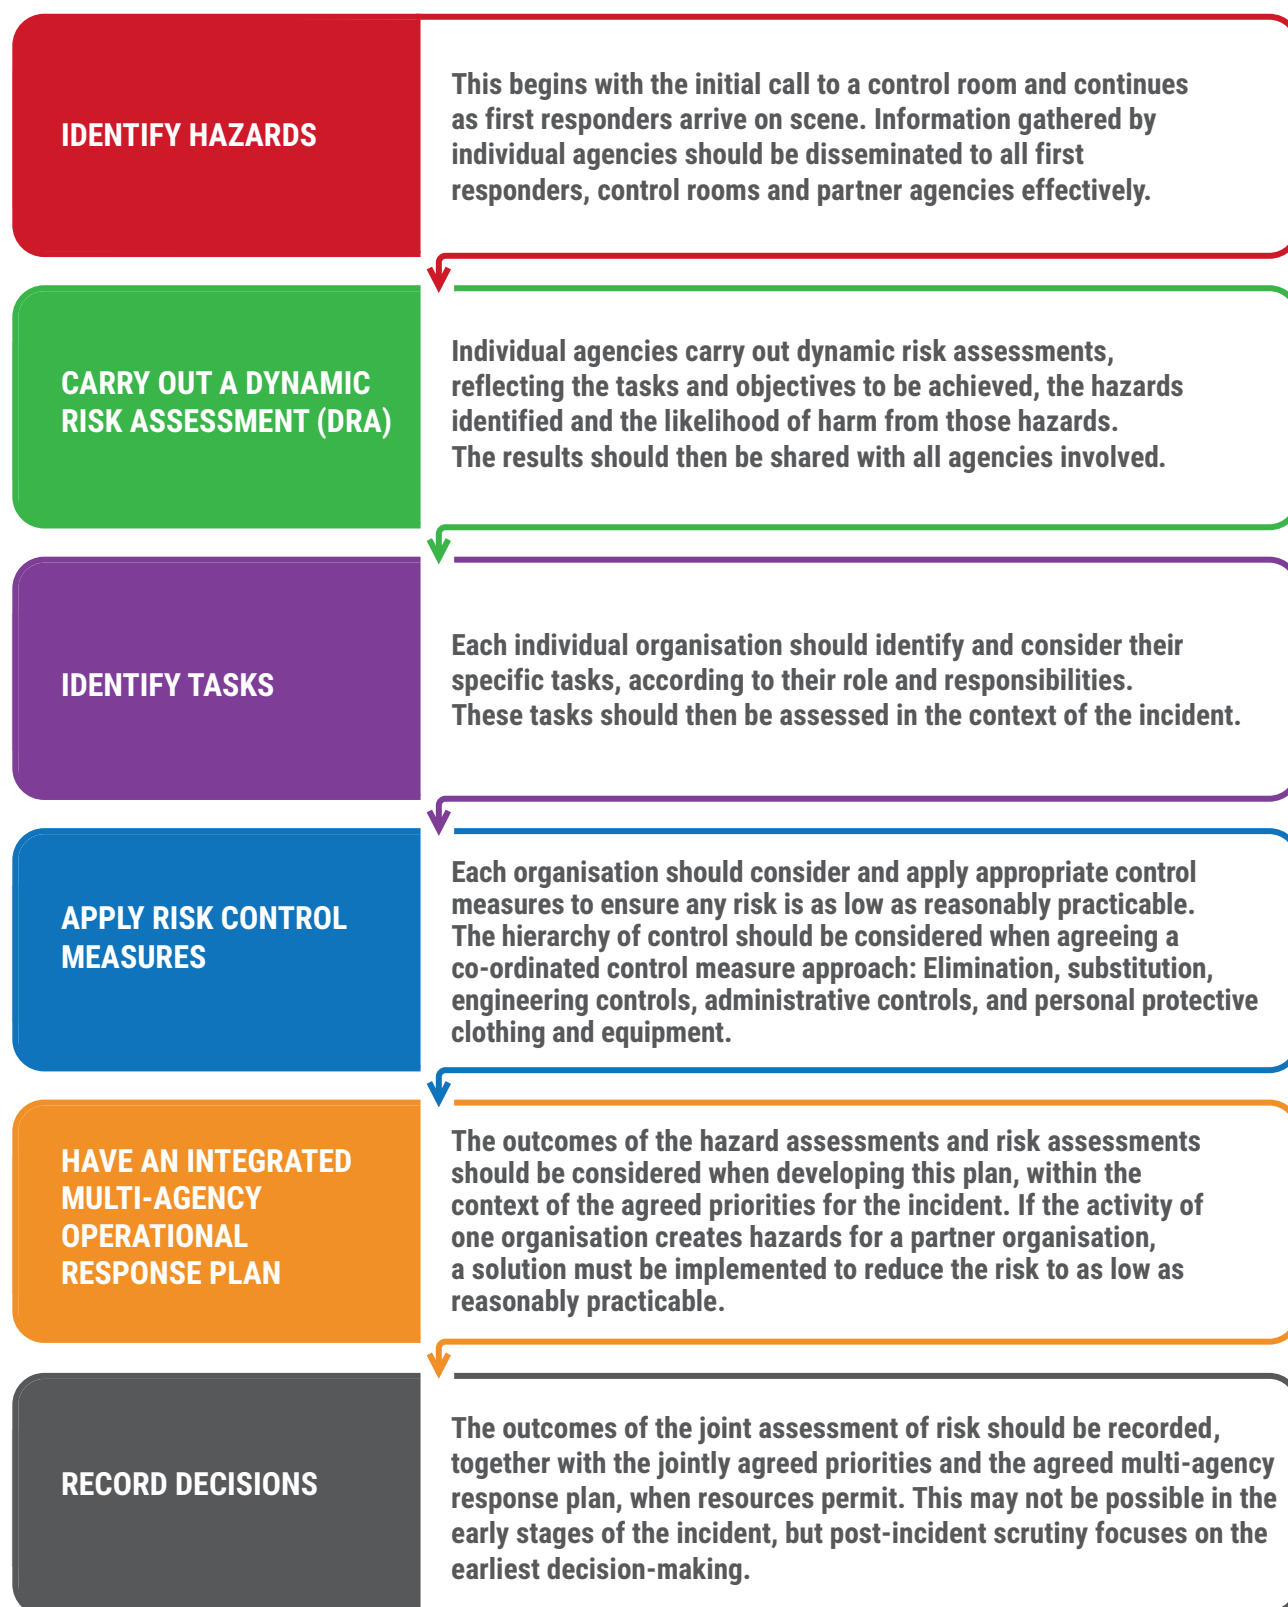 IDENTIFY HAZARDS
This begins with the initial call to a control room and continues
as first responders arrive on scene. Information gathered by
individual agencies should be disseminated to all first
responders, control rooms and partner agencies effectively.
CARRY OUT A DYNAMIC
RISK ASSESSMENT (DRA)
Individual agencies carry out dynamic risk assessments,
reflecting the tasks and objectives to be achieved, the hazards
identified and the likelihood of harm from those hazards.
The results should then be shared with all agencies involved.
IDENTIFY TASKS
Each individual organisation should identify and consider their
specific tasks, according to their role and responsibilities.
These tasks should then be assessed in the context of the incident.
APPLY RISK CONTROL
MEASURES
Each organisation should consider and apply appropriate control
measures to ensure any risk is as low as reasonably practicable.
The hierarchy of control should be considered when agreeing a
co-ordinated control measure approach: Elimination, substitution,
engineering controls, administrative controls, and personal protective
clothing and equipment.
HAVE AN INTEGRATED
MULTI-AGENCY
OPERATIONAL
RESPONSE PLAN
The outcomes of the hazard assessments and risk assessments
should be considered when developing this plan, within the
context of the agreed priorities for the incident. If the activity of
one organisation creates hazards for a partner organisation,
a solution must be implemented to reduce the risk to as low as
reasonably practicable.
RECORD DECISIONS
The outcomes of the joint assessment of risk should be recorded,
together with the jointly agreed priorities and the agreed multi-agency
response plan, when resources permit. This may not be possible in the
early stages of the incident, but post-incident scrutiny focuses on the
earliest decision-making.